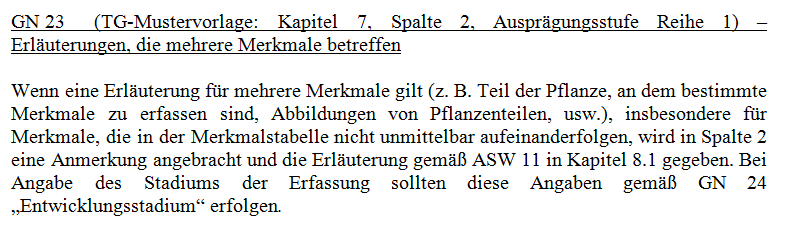 GN 23 (TG-Mustervorlage: Kapitel 7, Spalte 2, Ausprägungsstufe Reihe 1) –
Erläuterungen, die mehrere Merkmale betreffen
Wenn eine Erläuterung für mehrere Merkmale gilt (z. B. Teil der Pflanze, an dem bestimmte
Merkmale zu erfassen sind, Abbildungen von Pflanzenteilen, usw.), insbesondere für
Merkmale, die in der Merkmalstabelle nicht unmittelbar aufeinanderfolgen, wird in Spalte 2
eine Anmerkung angebracht und die Erläuterung gemäß ASW 11 in Kapitel 8.1 gegeben. Bei
Angabe des Stadiums der Erfassung sollten diese Angaben gemäß GN 24
„Entwicklungsstadium“ erfolgen.